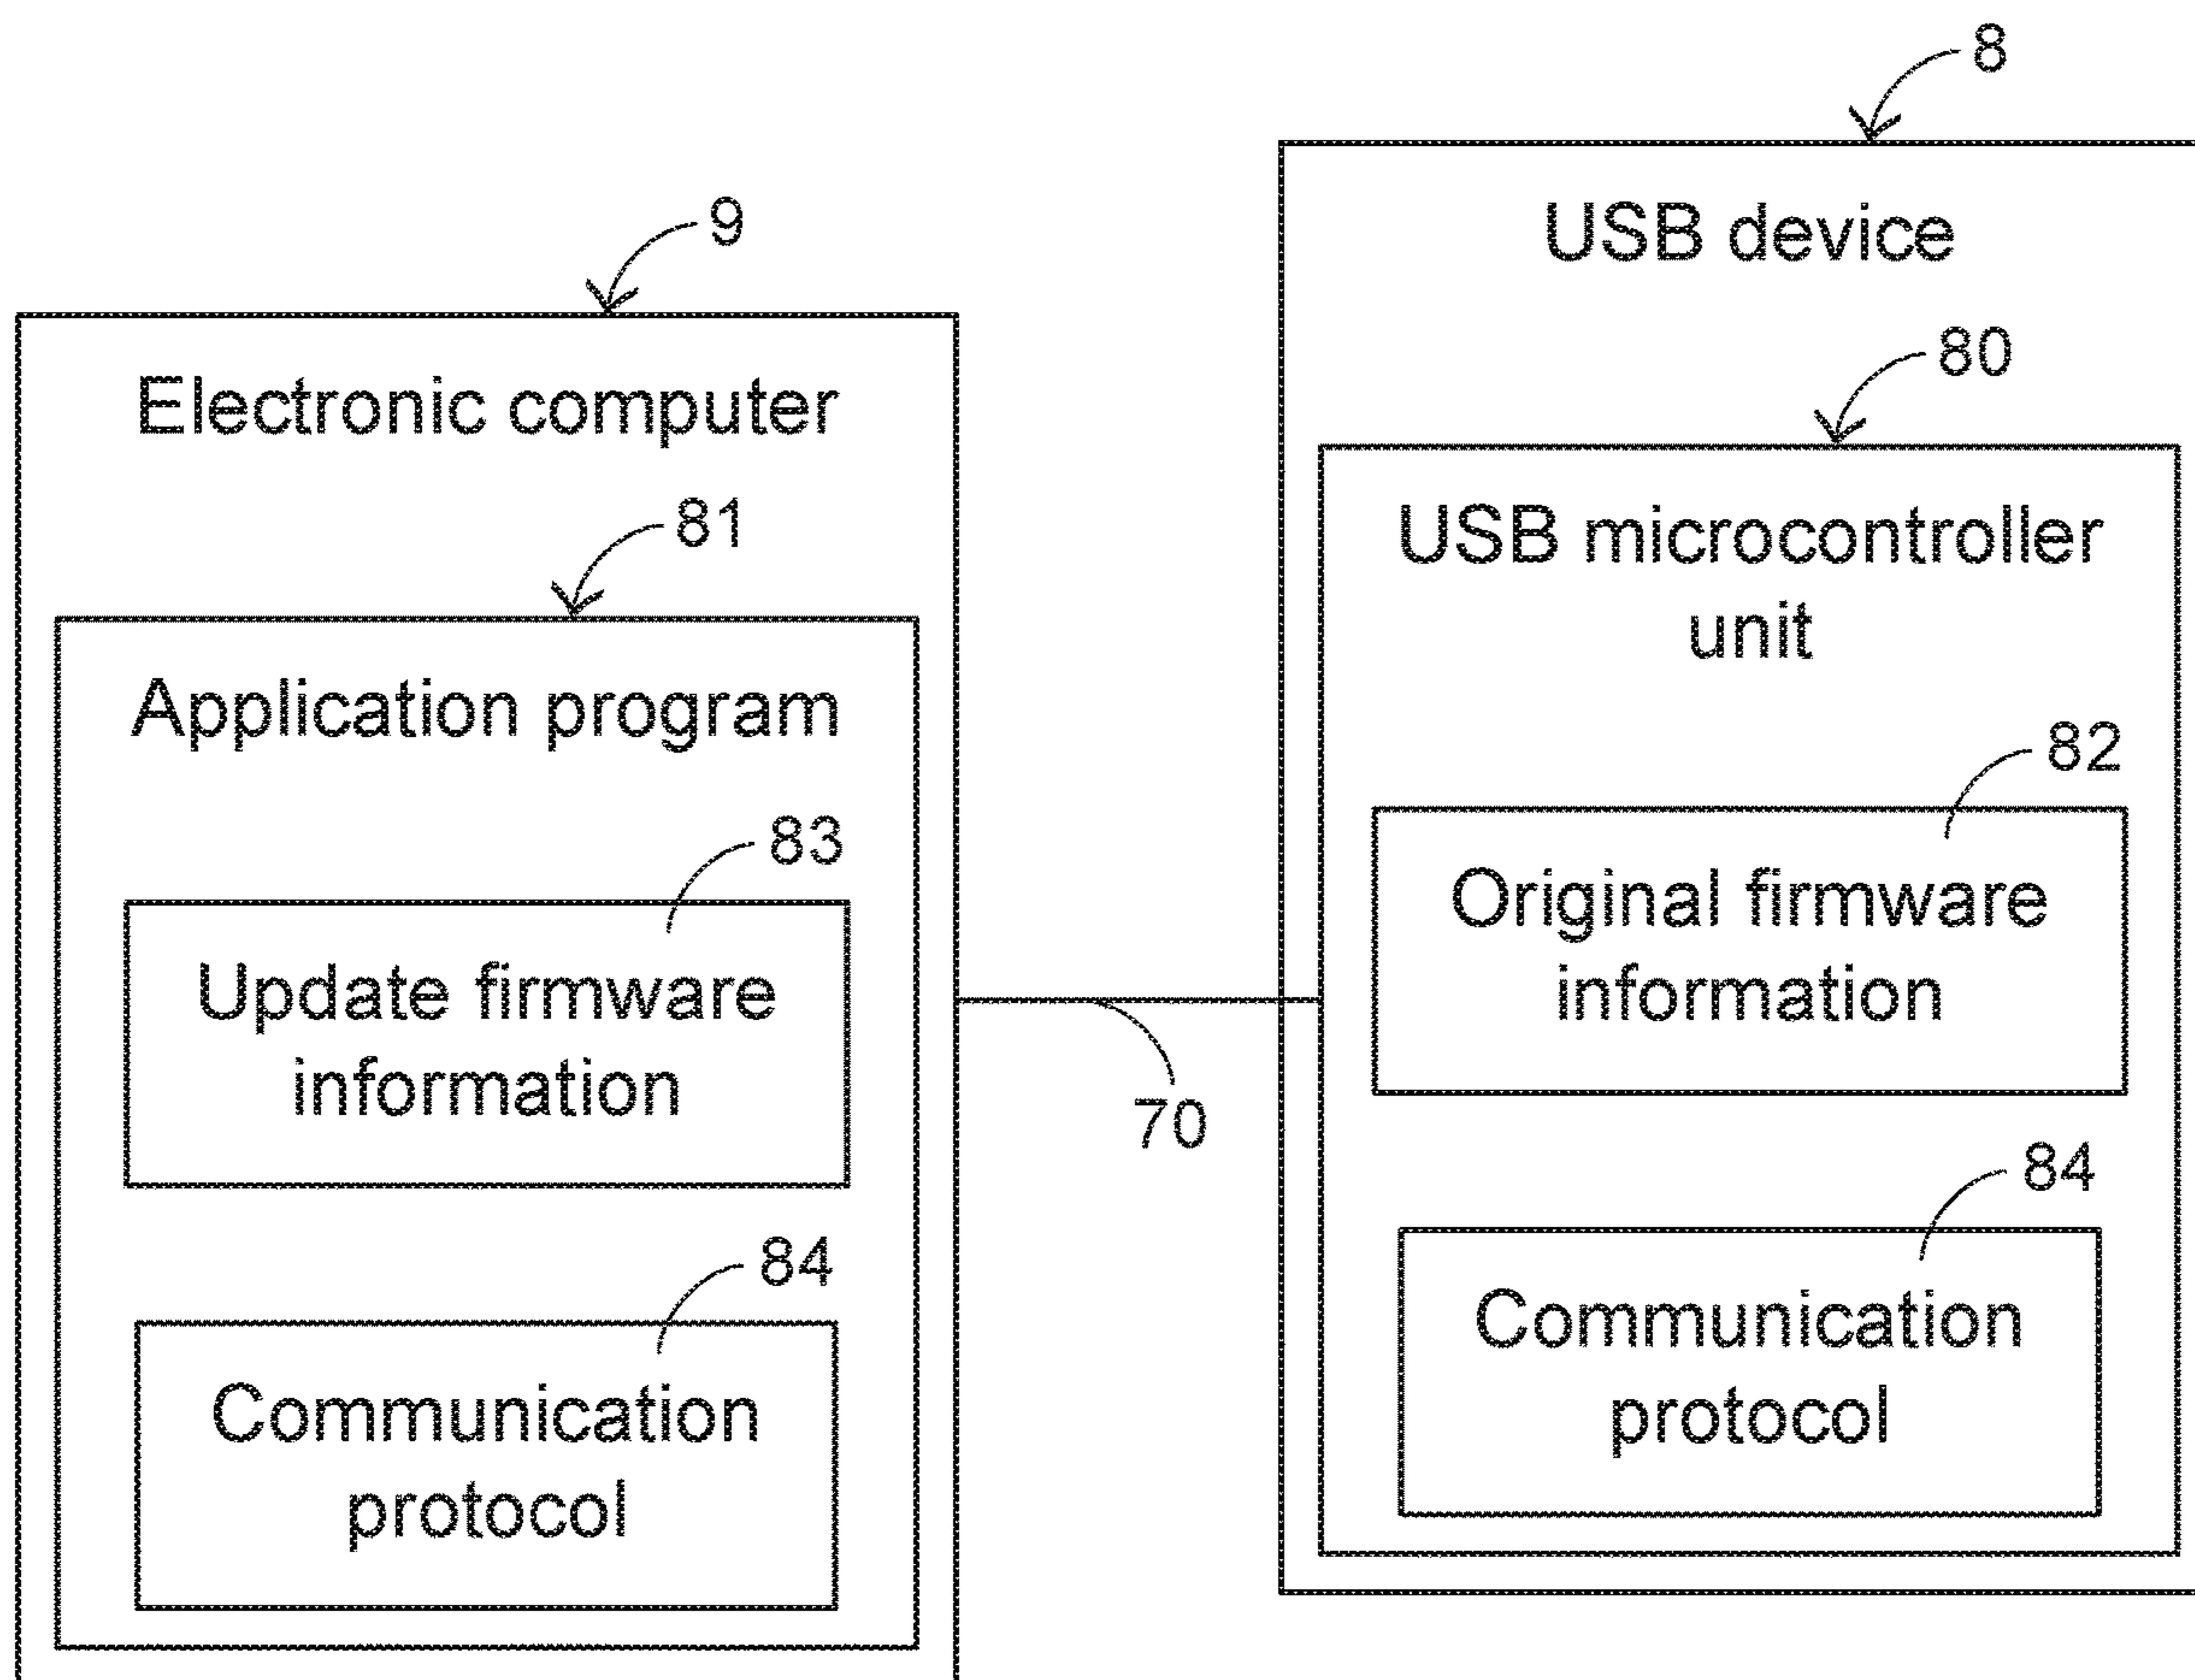 8
USB device
80
USB microcontroller
unit
82
Original firmware
information
84
Communication
protocol
9
Electronic computer
81
Application program
83
Update firmware
information
84
Communication
protocol
70